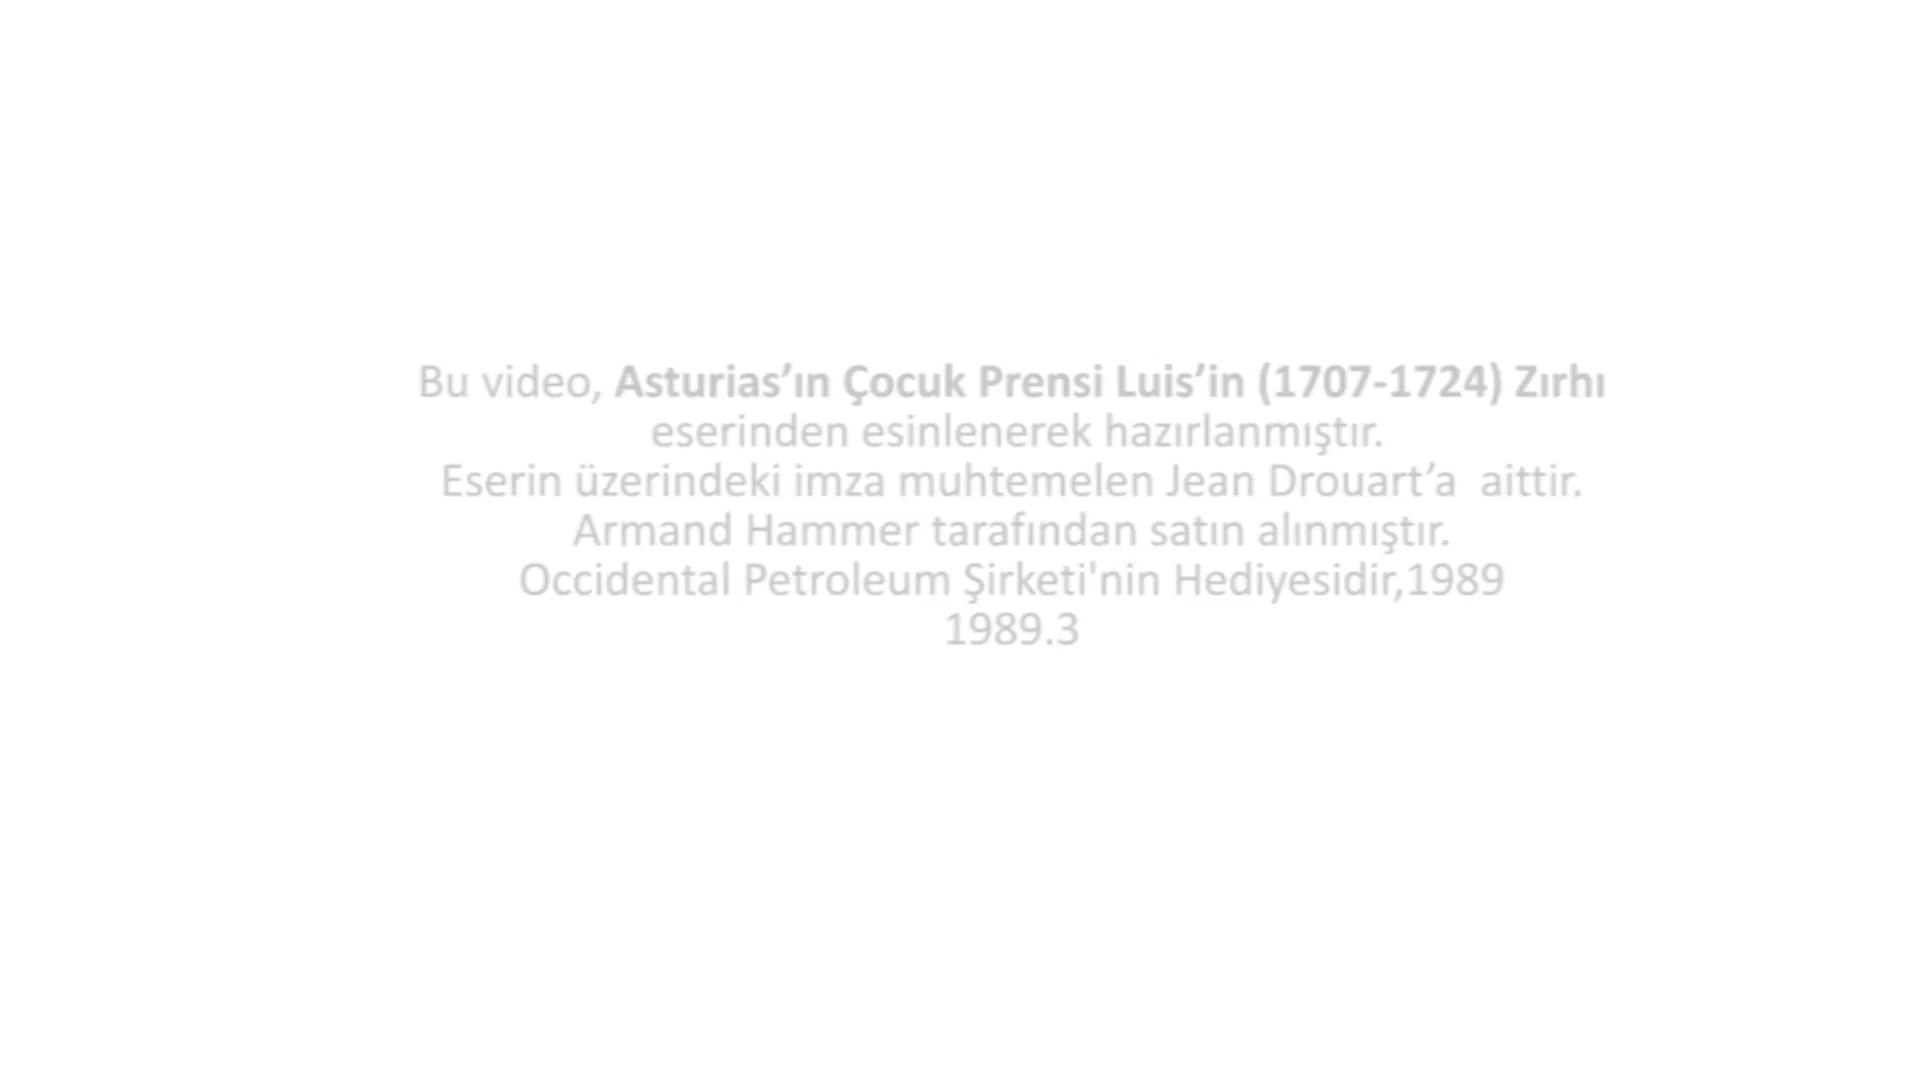 Bu video, Asturias’ın Çocuk Prensi Luis’in (1707-1724) Zırhı
eserinden esinlenerek hazırlanmıştır.
Eserin üzerindeki imza muhtemelen Jean Drouart’a  aittir.
Armand Hammer tarafından satın alınmıştır.
Occidental Petroleum Şirketi'nin Hediyesidir,1989
1989.3